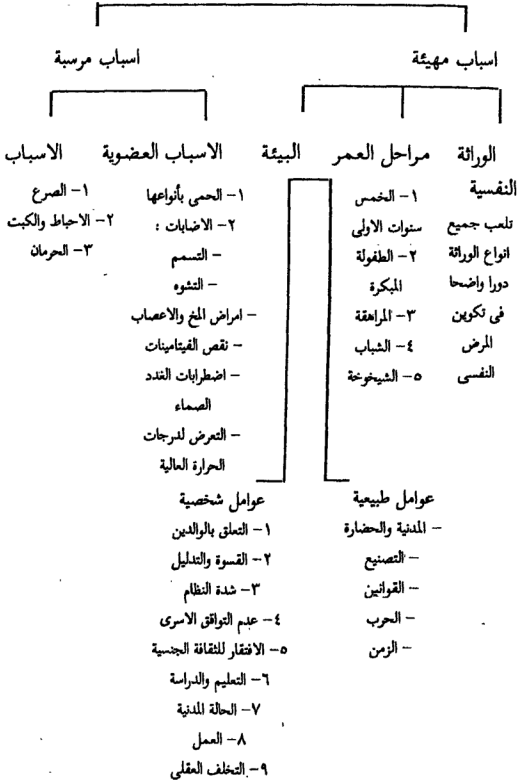 اسباب مهيئة
اسباب مرسبة
الوراثة
مراحل العمر
البيئة
الاسباب العضوية
الاسباب
النفسية
تلعب جميع
انواع الوراثة
دورا واضحا
فى تكوين
المرض
النفسى
١- الخمس
سنوات الاولى
٢- الطفولة
المبكرة
٣- المراهقة
٤- الشباب
٥- الشيخوخة
١- الحمى بأنواعها
٢- الاضابات :
- التسمم
- التشوه
- امراض المخ والاعصاب
- نقص الفيتامينات
- اضطرابات الغدد
الصماء
- التعرض لدرجات
الحرارة العالية
١- الصرع
٢- الاحباط والكبت
٣- الحرمان
عوامل طبيعية
- المدنية والحضارة
- التصنيع
- القوانين
- الحرب
- الزمن
عوامل شخصية
١- التعلق بالوالدين
٢- القسوة والتدليل
٣- شدة النظام
٤- عدم التواقق الاسرى
٥- الافتقار للثقافة الجنسية
٦- التعليم والدراسة
٧- الحالة المدنية
٨- العمل
٩- التخلف العقلى